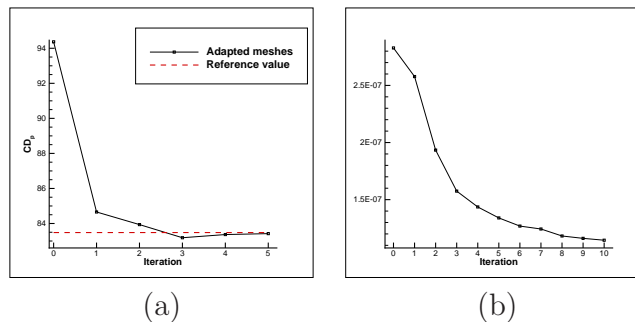 94
92
90
88
86
84
CD_p
0 1 2 3 4 5
Iteration
Adapted meshes
Reference value
(a)
2.5E-07
2E-07
1.5E-07
0 1 2 3 4 5 6 7 8 9 10
Iteration
(b)